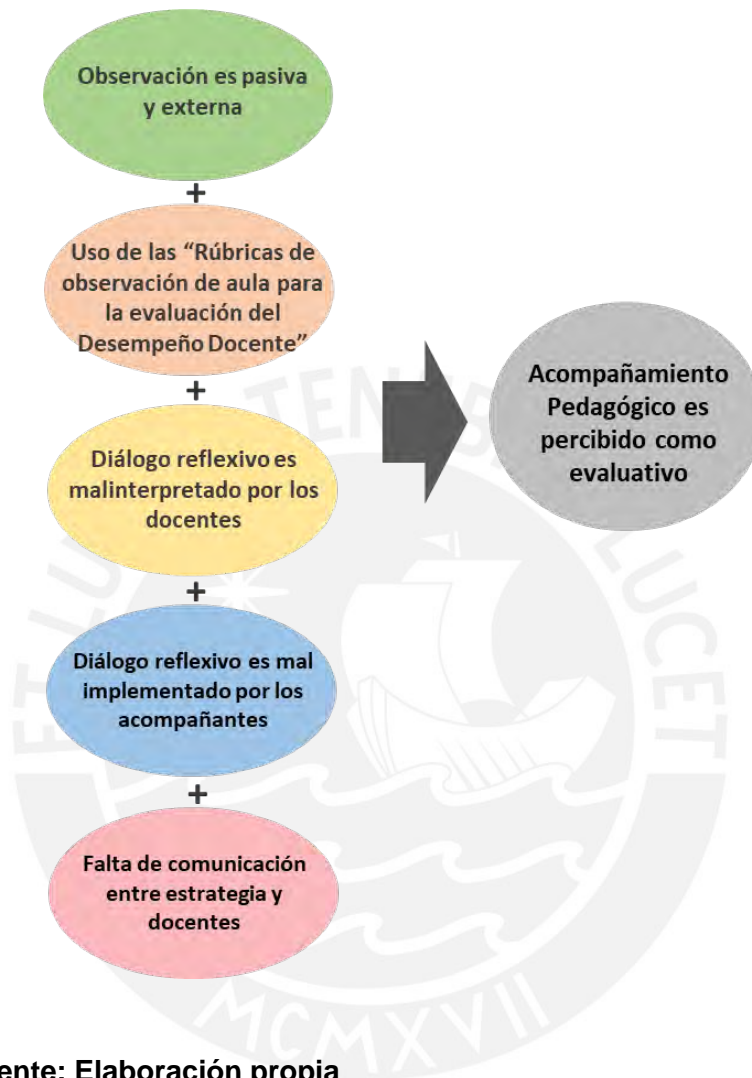 Observación es pasiva
y externa
+
Uso de las “Rúbricas de
observación de aula para
la evaluación del
Desempeño Docente”
+
Diálogo reflexivo es
malinterpretado por los
docentes
+
Diálogo reflexivo es mal
implementado por los
acompañantes
+
Falta de comunicación
entre estrategia y
docentes
Acompañamiento
Pedagógico es
percibido como
evaluativo
ente: Elaboración propia
MCMXVII